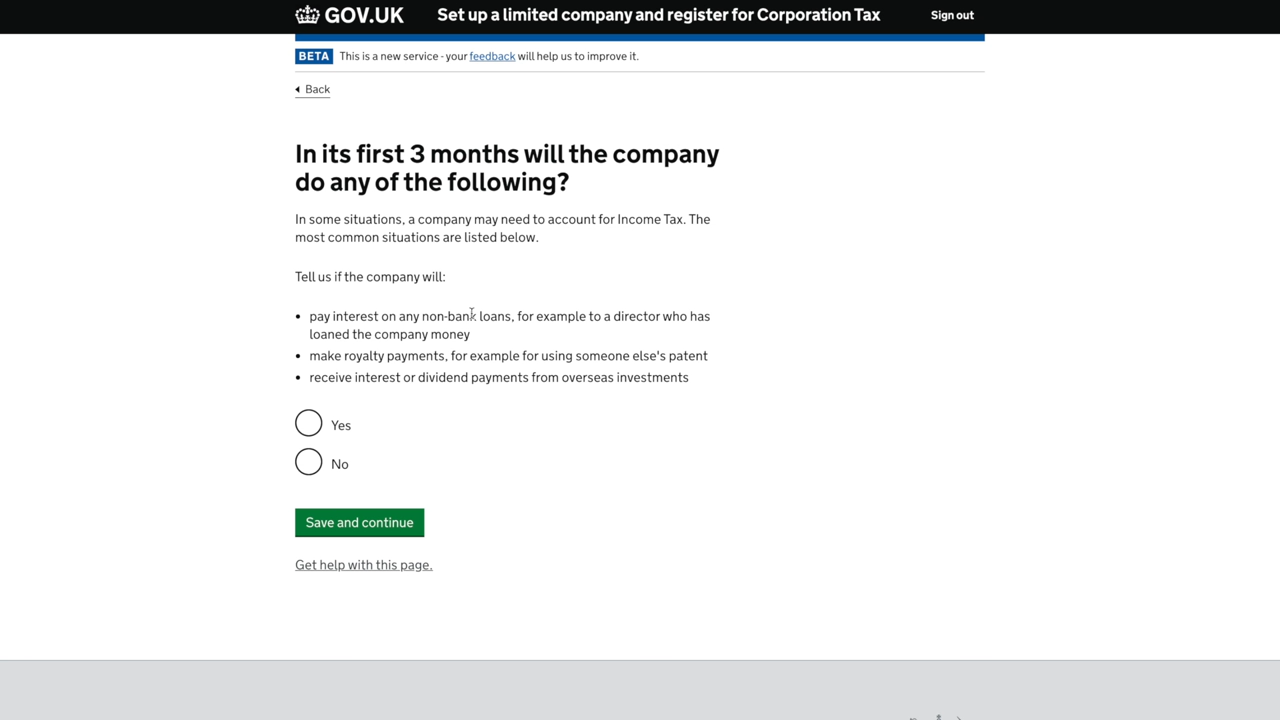 GOV.UK Set up a limited company and register for Corporation Tax Sign out
BETA This is a new service - your feedback will help us to improve it.
Back
In its first 3 months will the company
do any of the following?
In some situations, a company may need to account for Income Tax. The
most common situations are listed below.
Tell us if the company will:
• pay interest on any non-bank loans, for example to a director who has
loaned the company money
• make royalty payments, for example for using someone else's patent
• receive interest or dividend payments from overseas investments
Yes
No
Save and continue
Get help with this page.